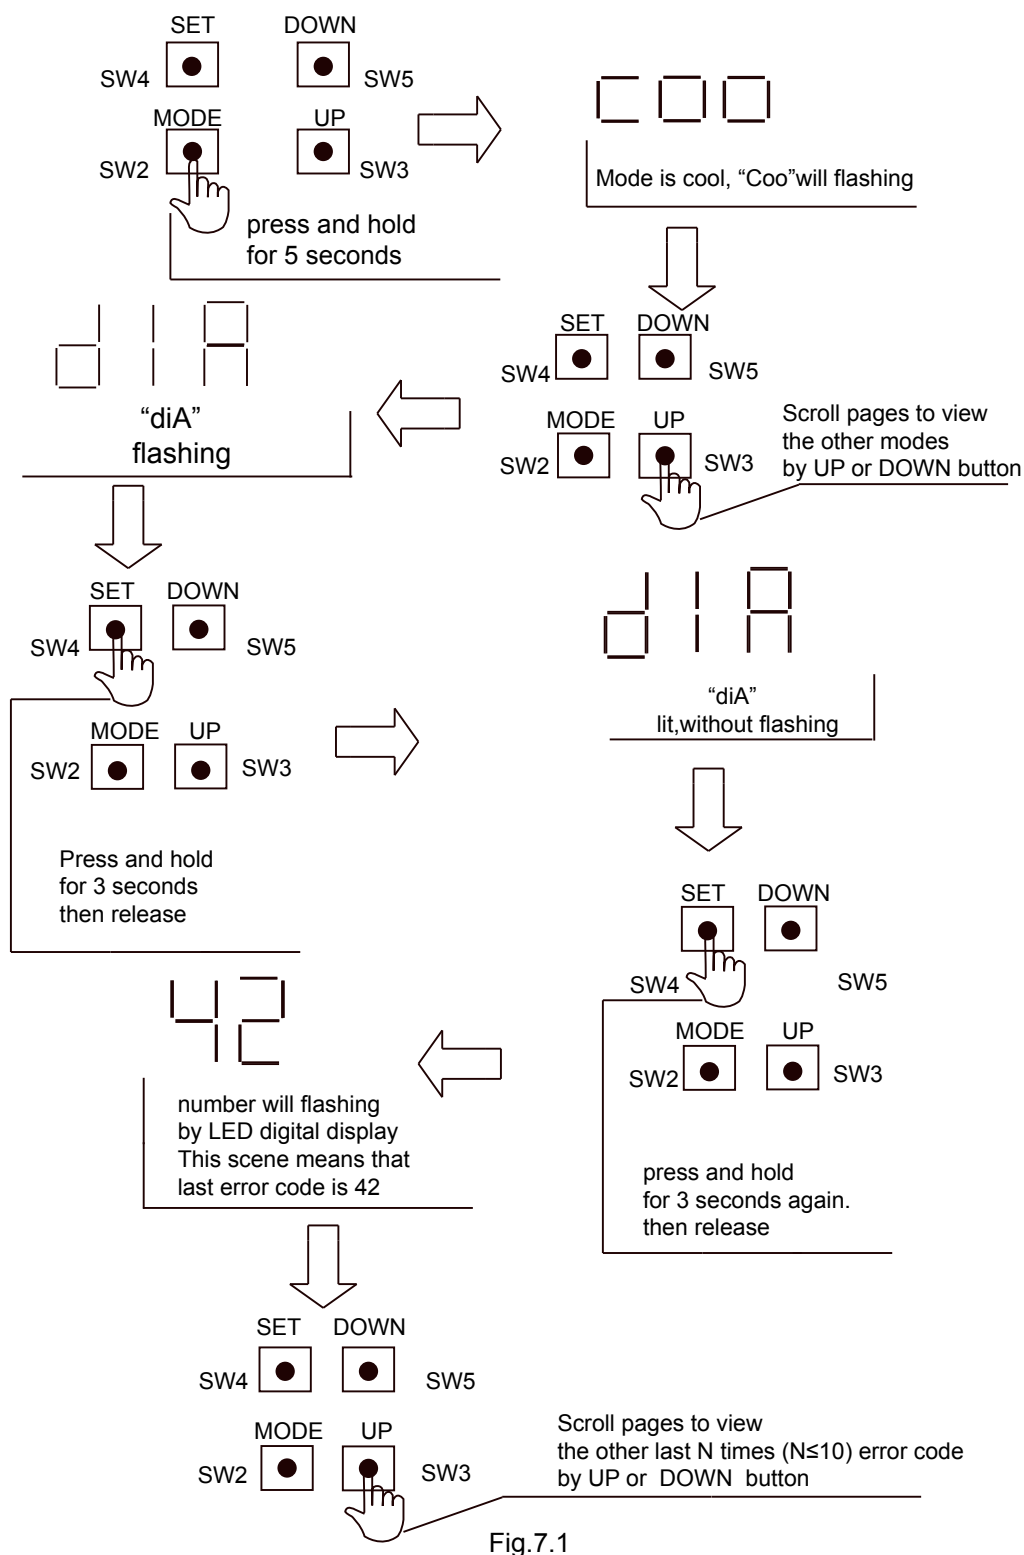 SET DOWN
SW4 SW5
MODE UP
SW2 SW3
press and hold
for 5 seconds
Coo
Mode is cool, “Coo”will flashing
SET DOWN
SW4 SW5
MODE UP
SW2 SW3
Scroll pages to view
the other modes
by UP or DOWN button
diA
“diA”
flashing
SET DOWN
SW4 SW5
MODE UP
SW2 SW3
Press and hold
for 3 seconds
then release
diA
“diA”
lit,without flashing
SET DOWN
SW4 SW5
MODE UP
SW2 SW3
press and hold
for 3 seconds again.
then release
42
number will flashing
by LED digital display
This scene means that
last error code is 42
SET DOWN
SW4 SW5
MODE UP
SW2 SW3
Scroll pages to view
the other last N times (N≤10) error code
by UP or DOWN button
Fig.7.1